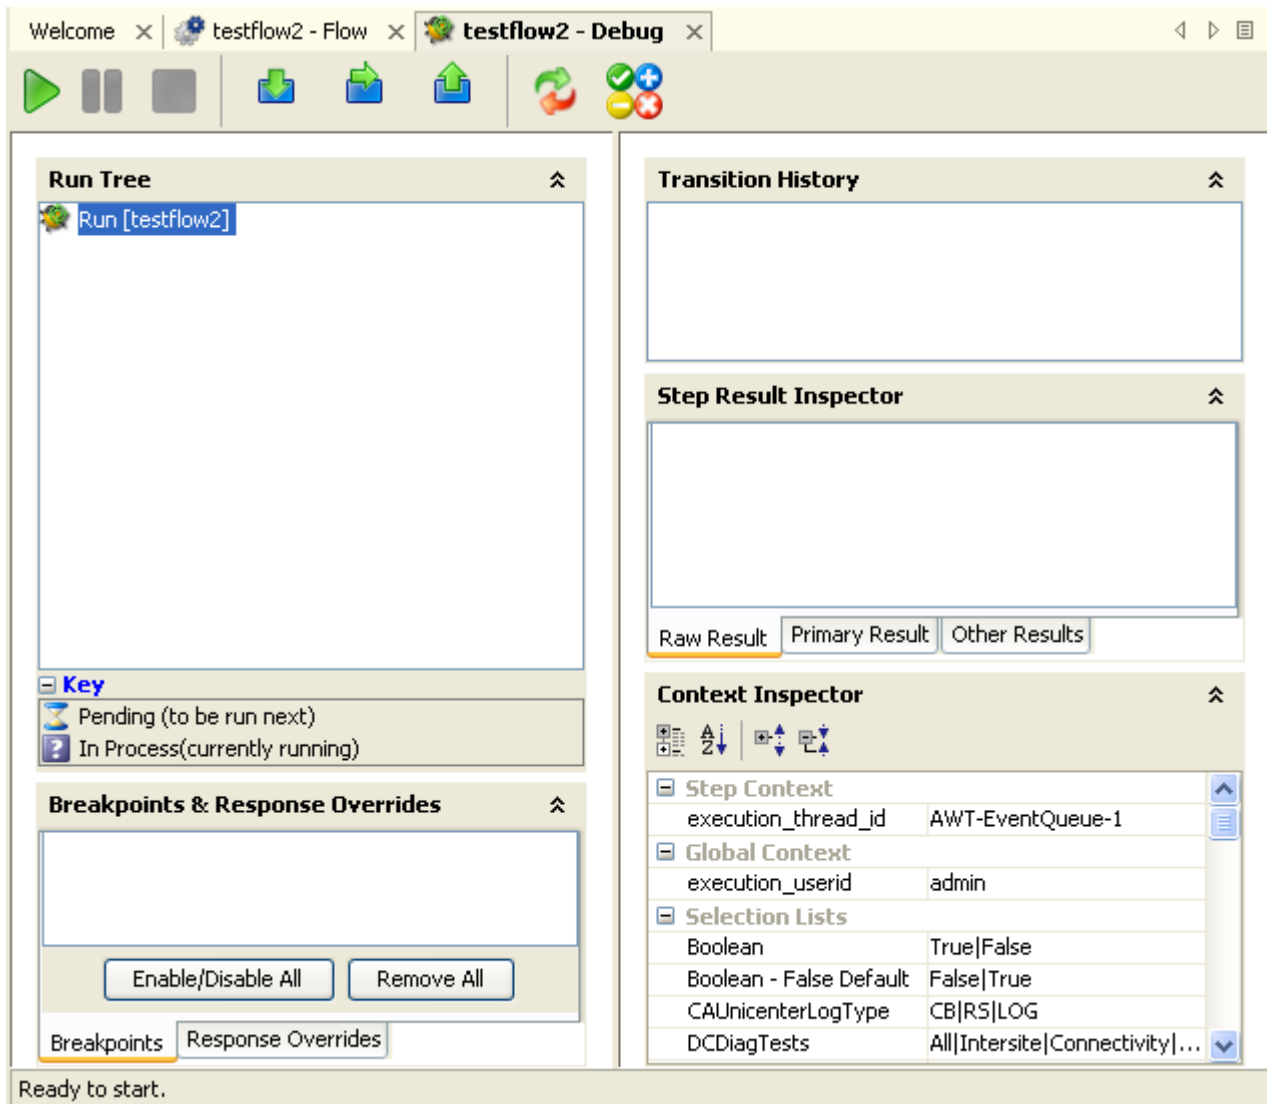 Welcome
testflow2 - Flow
testflow2 - Debug
Run Tree
Run [testflow2]
Key
Pending (to be run next)
In Process(currently running)
Breakpoints & Response Overrides
Enable/Disable All
Remove All
Breakpoints
Response Overrides
Transition History
Step Result Inspector
Raw Result
Primary Result
Other Results
Context Inspector
Step Context
execution_thread_id AWT-EventQueue-1
Global Context
execution_userid admin
Selection Lists
Boolean True|False
Boolean - False Default False|True
CAUnicenterLogType CB|RS|LOG
DCDiagTests All|Intersite|Connectivity|...
Ready to start.